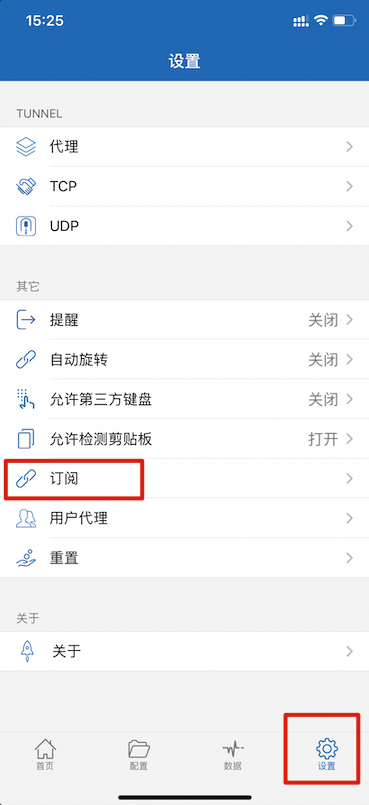 15:25
设置
TUNNEL
代理
TCP
UDP
其它
提醒 关闭
自动旋转 关闭
允许第三方键盘 关闭
允许检测剪贴板 打开
订阅
用户代理
重置
关于
关于
首页 配置 数据 设置